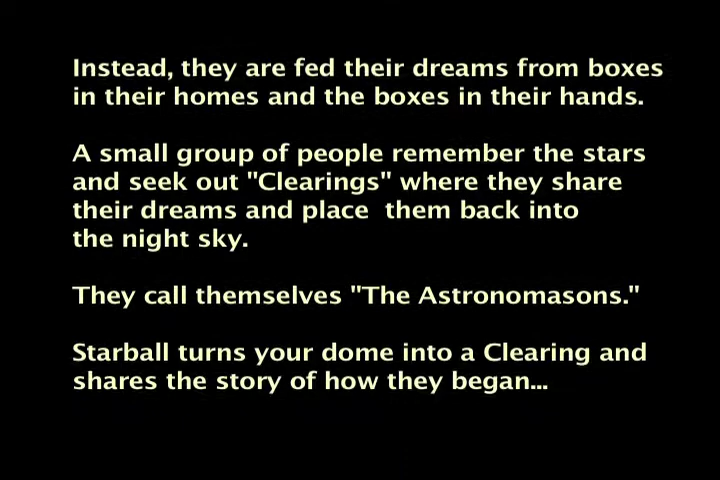 Instead, they are fed their dreams from boxes
in their homes and the boxes in their hands.
A small group of people remember the stars
and seek out "Clearings" where they share
their dreams and place  them back into
the night sky.
They call themselves "The Astronomasons."
Starball turns your dome into a Clearing and
shares the story of how they began...